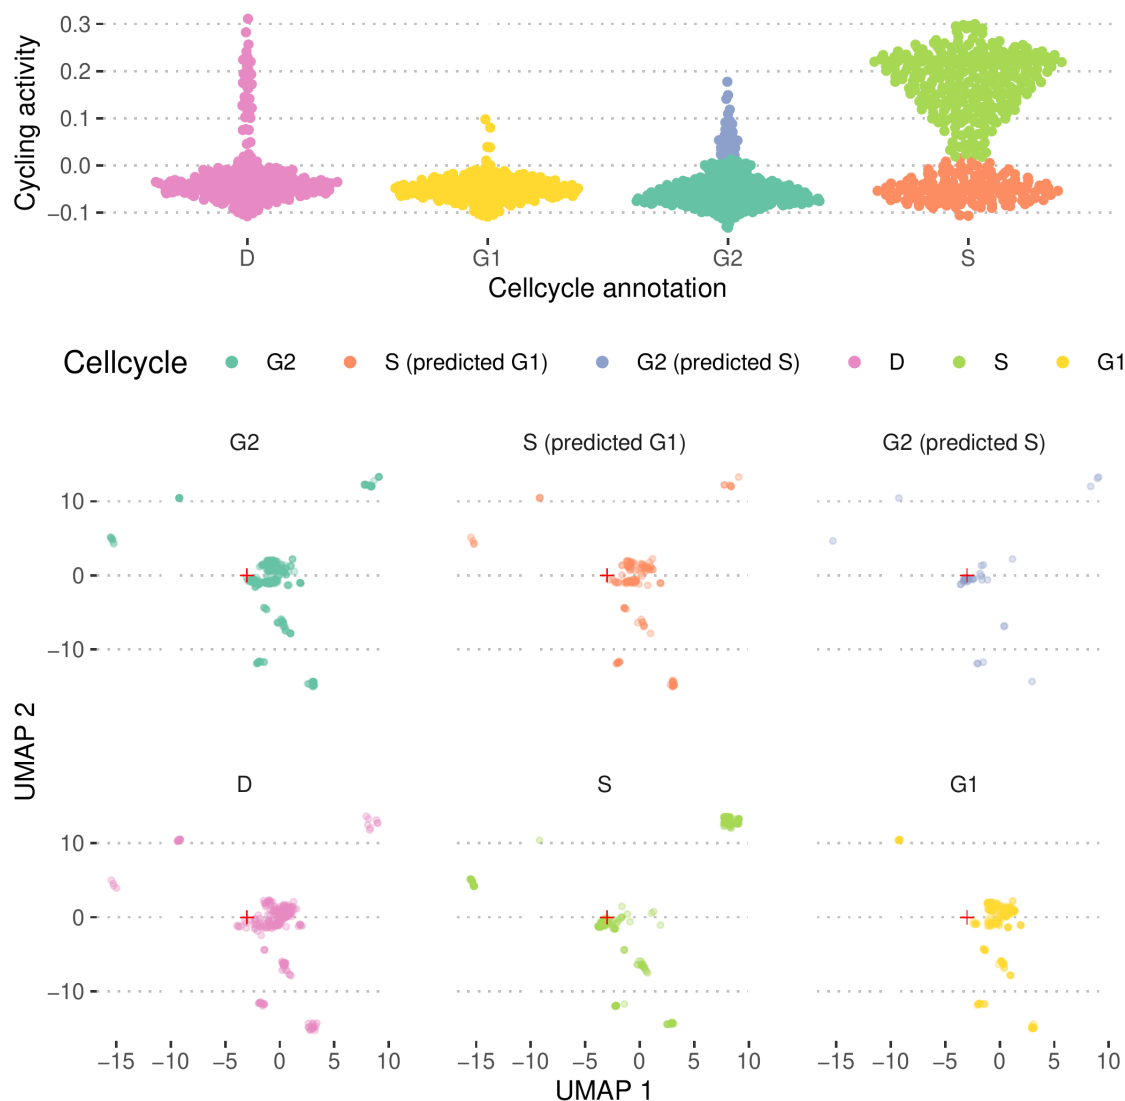 Cycling activity
0.3
0.2
0.1
0.0
−0.1
D G1 G2 S
Cellcycle annotation
Cellcycle G2 S (predicted G1) G2 (predicted S) D S G1
G2 S (predicted G1) G2 (predicted S)
10
0
−10
UMAP 2
D S G1
10
0
−10
−15 −10 −5 0 5 10 −15 −10 −5 0 5 10 −15 −10 −5 0 5 10
UMAP 1